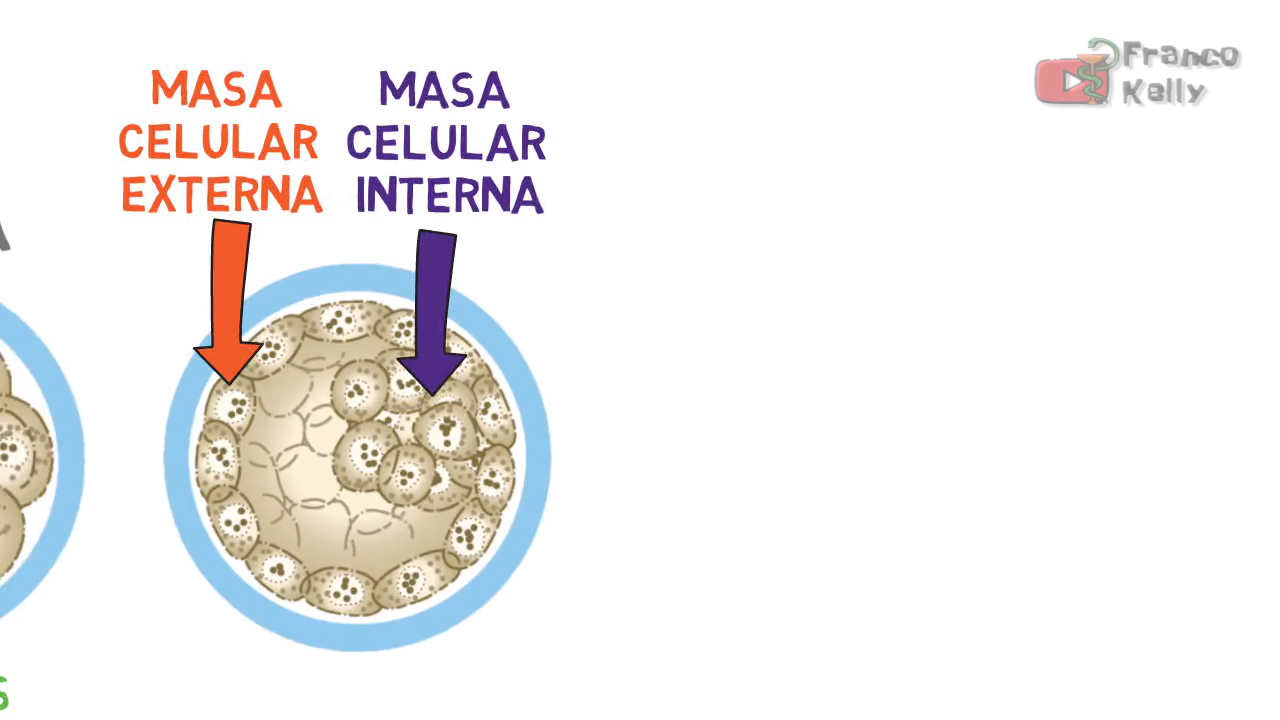 MASA
CELULAR
EXTERNA
MASA
CELULAR
INTERNA
Franco
Kelly